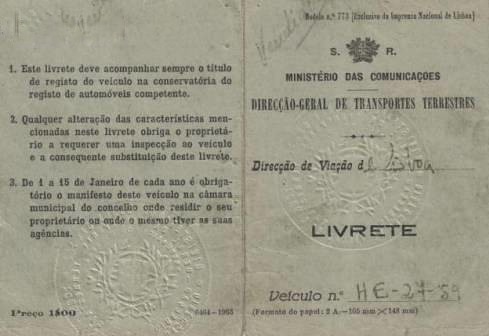 1. Este livrete deve acompanhar sempre o título
de registo do veículo na conservatória do
registo de automóveis competente.
2. Qualquer alteração das características men-
cionadas neste livrete obriga o proprietá-
rio a requerer uma inspecção ao veículo
e a consequente substituição deste livrete.
3. De 1 a 15 de Janeiro de cada ano é obriga-
tório o manifesto deste veículo na câmara
municipal do concelho onde residir o seu
proprietário ou onde o mesmo tiver as suas
agências.
Preço 1$00
6464-1955
Modelo n.º 773 (Exclusivo da Imprensa Nacional de Lisboa)
S. R.
MINISTÉRIO DAS COMUNICAÇÕES
DIRECÇÃO-GERAL DE TRANSPORTES TERRESTRES
Direcção de Viação de Lisboa
LIVRETE
Veículo n.º HE-27-59
(Formato do papel: 2 A.—105 mm × 148 mm)